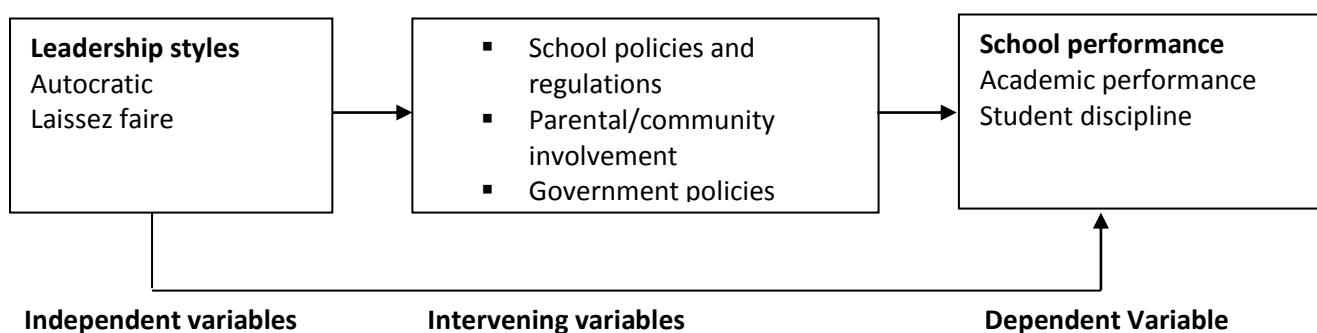 Leadership styles
Autocratic
Laissez faire
▪ School policies and
regulations
▪ Parental/community
involvement
▪ Government policies
School performance
Academic performance
Student discipline
Independent variables
Intervening variables
Dependent Variable